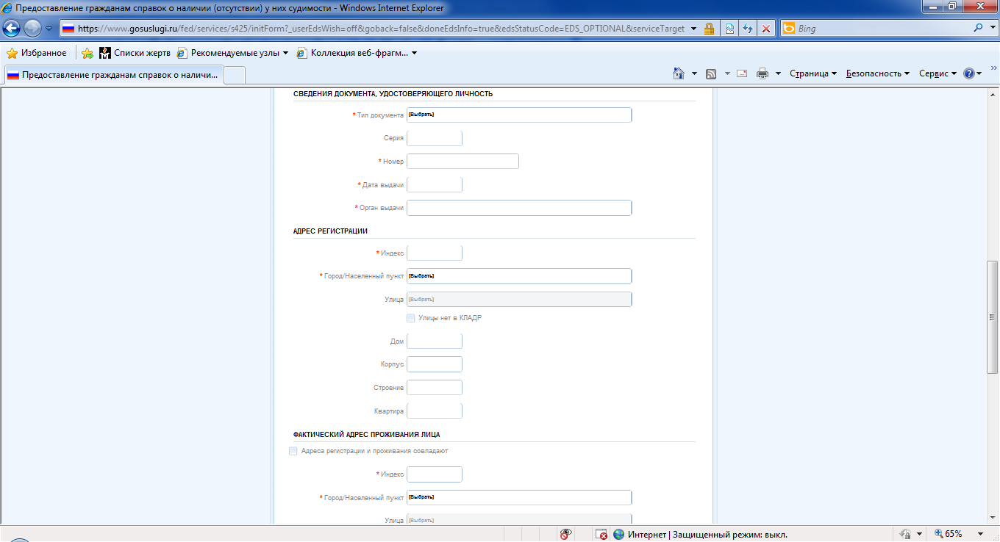 Предоставление гражданам справок о наличии (отсутствии) у них судимости - Windows Internet Explorer
https://www.gosuslugi.ru/fed/services/s425/initForm?_userEdsWish=off&goback=false&doneEdsInfo=true&edsStatusCode=EDS_OPTIONAL&serviceTarget
Bing
Избранное Списки жертв Рекомендуемые узлы Коллекция веб-фрагм...
Предоставление гражданам справок о наличи...
Страница Безопасность Сервис
СВЕДЕНИЯ ДОКУМЕНТА, УДОСТОВЕРЯЮЩЕГО ЛИЧНОСТЬ
* Тип документа [Выбрать]
Серия
* Номер
* Дата выдачи
* Орган выдачи
АДРЕС РЕГИСТРАЦИИ
* Индекс
* Город/Населенный пункт [Выбрать]
Улица [Выбрать]
Улицы нет в КЛАДР
Дом
Корпус
Строение
Квартира
ФАКТИЧЕСКИЙ АДРЕС ПРОЖИВАНИЯ ЛИЦА
Адреса регистрации и проживания совпадают
* Индекс
* Город/Населенный пункт [Выбрать]
Улица [Выбрать]
Интернет | Защищенный режим: выкл.
65%